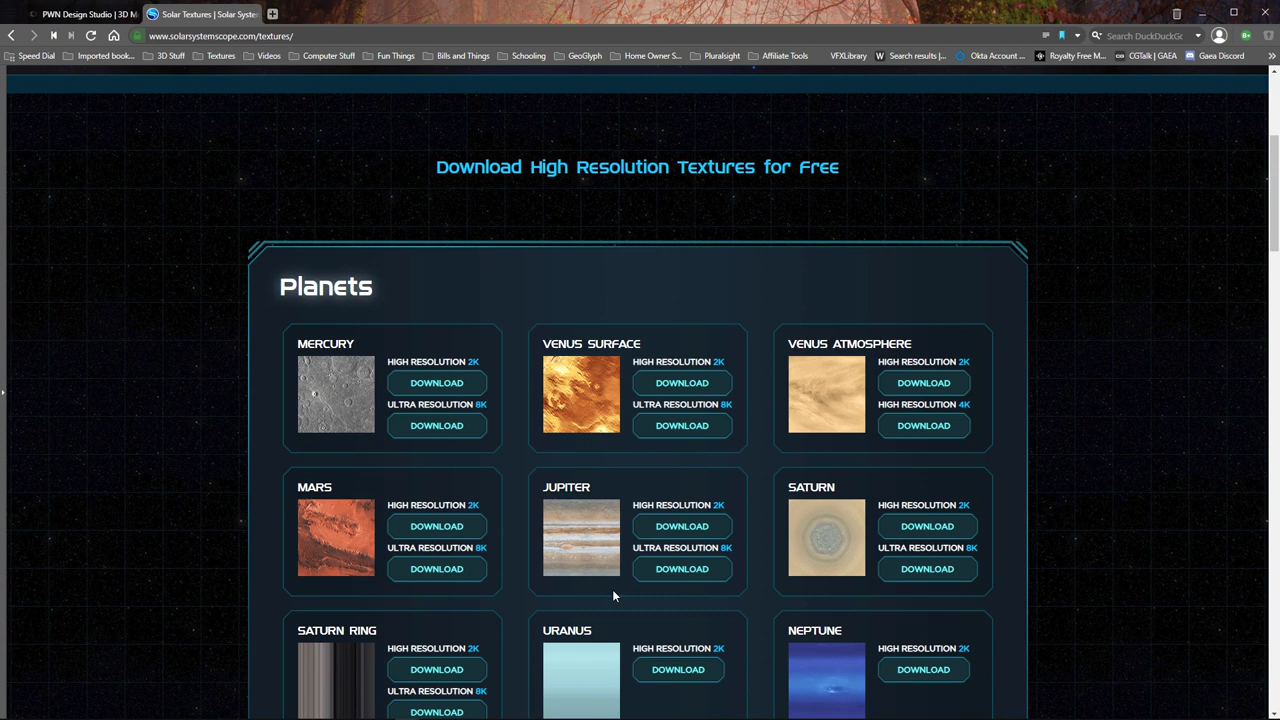 PWN Design Studio | 3D M
Solar Textures | Solar Syste
www.solarsystemscope.com/textures/
Search DuckDuckGo
Speed Dial
Imported book...
3D Stuff
Textures
Videos
Computer Stuff
Fun Things
Bills and Things
Schooling
GeoGlyph
Home Owner S...
Pluralsight
Affiliate Tools
VFXLibrary
W Search results |...
Okta Account ...
Royalty Free M...
CGTalk | GAEA
Gaea Discord
Download High Resolution Textures for Free
Planets
MERCURY
HIGH RESOLUTION 2K
DOWNLOAD
ULTRA RESOLUTION 8K
DOWNLOAD
VENUS SURFACE
HIGH RESOLUTION 2K
DOWNLOAD
ULTRA RESOLUTION 8K
DOWNLOAD
VENUS ATMOSPHERE
HIGH RESOLUTION 2K
DOWNLOAD
HIGH RESOLUTION 4K
DOWNLOAD
MARS
HIGH RESOLUTION 2K
DOWNLOAD
ULTRA RESOLUTION 8K
DOWNLOAD
JUPITER
HIGH RESOLUTION 2K
DOWNLOAD
ULTRA RESOLUTION 8K
DOWNLOAD
SATURN
HIGH RESOLUTION 2K
DOWNLOAD
ULTRA RESOLUTION 8K
DOWNLOAD
SATURN RING
HIGH RESOLUTION 2K
DOWNLOAD
ULTRA RESOLUTION 8K
DOWNLOAD
URANUS
HIGH RESOLUTION 2K
DOWNLOAD
NEPTUNE
HIGH RESOLUTION 2K
DOWNLOAD